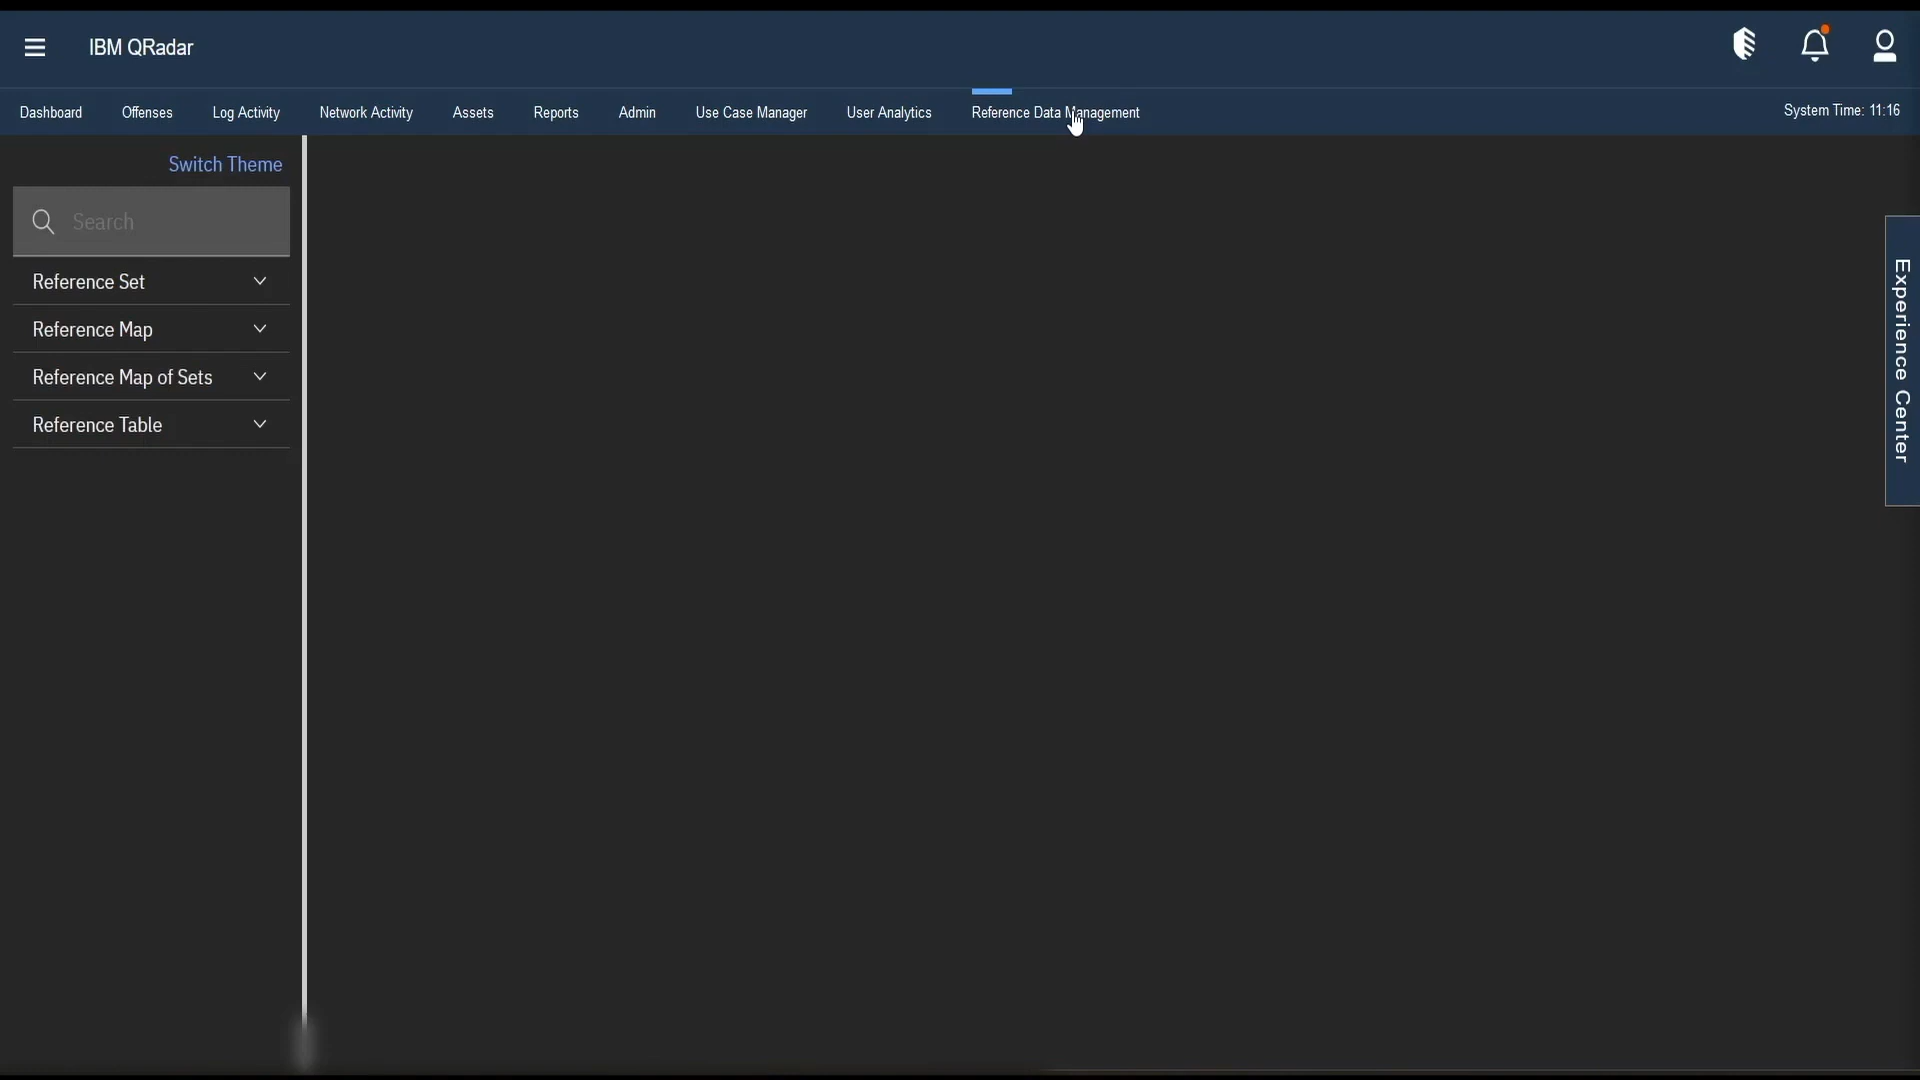 IBM QRadar
Dashboard Offenses Log Activity Network Activity Assets Reports Admin Use Case Manager User Analytics Reference Data Management System Time: 11:16
Switch Theme
Search
Reference Set
Reference Map
Reference Map of Sets
Reference Table
Experience Center